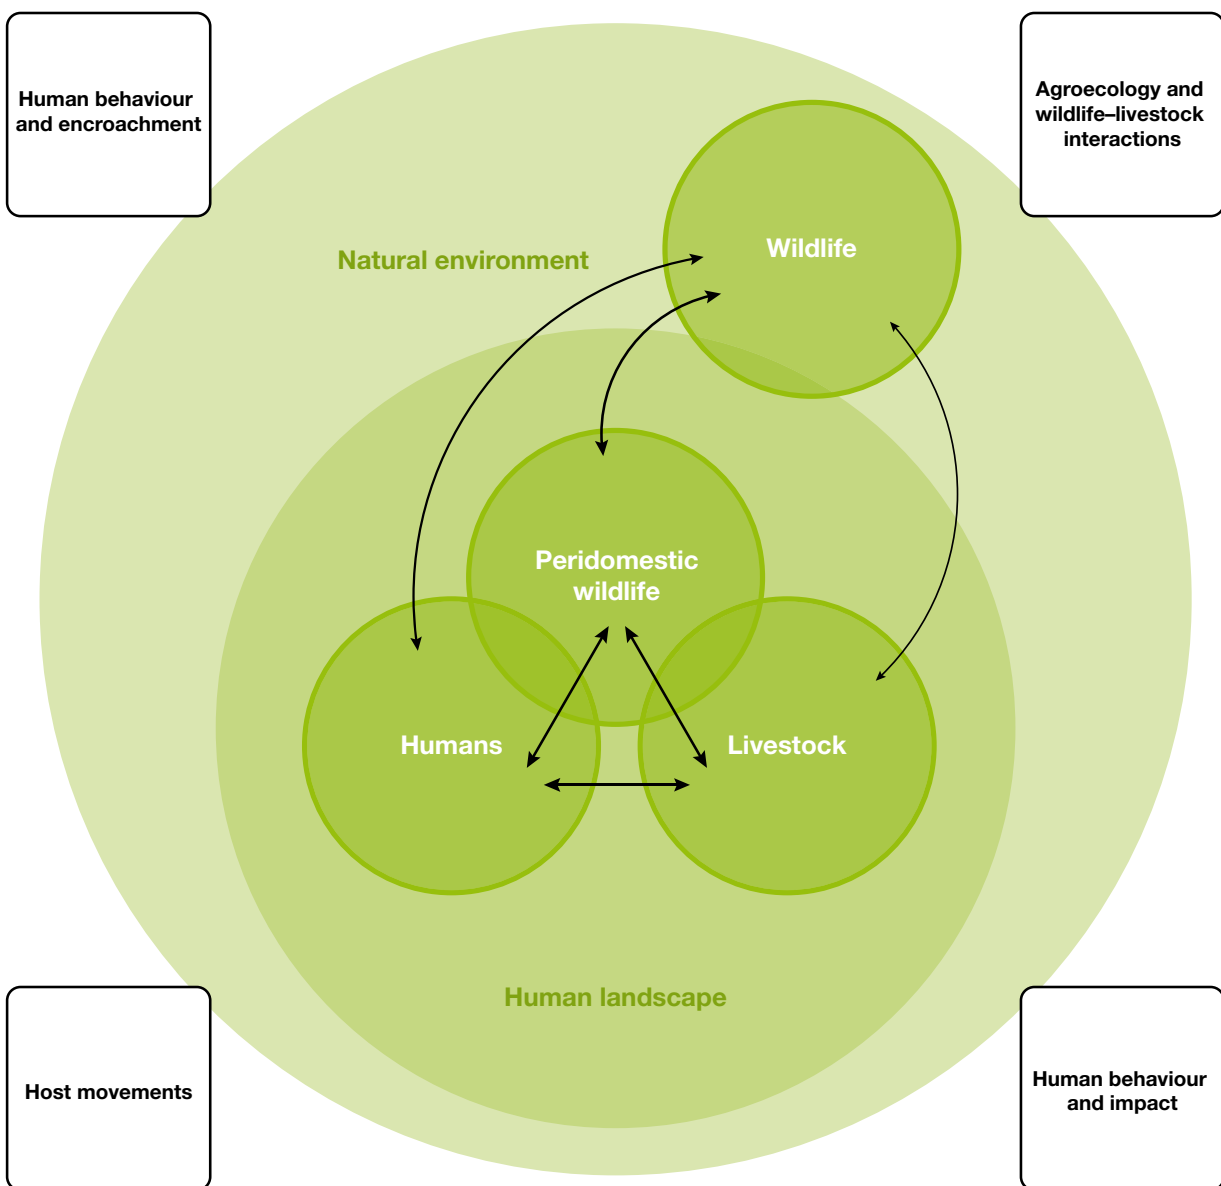 Human behaviour
and encroachment
Agroecology and
wildlife–livestock
interactions
Wildlife
Natural environment
Peridomestic
wildlife
Humans
Livestock
Human landscape
Host movements
Human behaviour
and impact